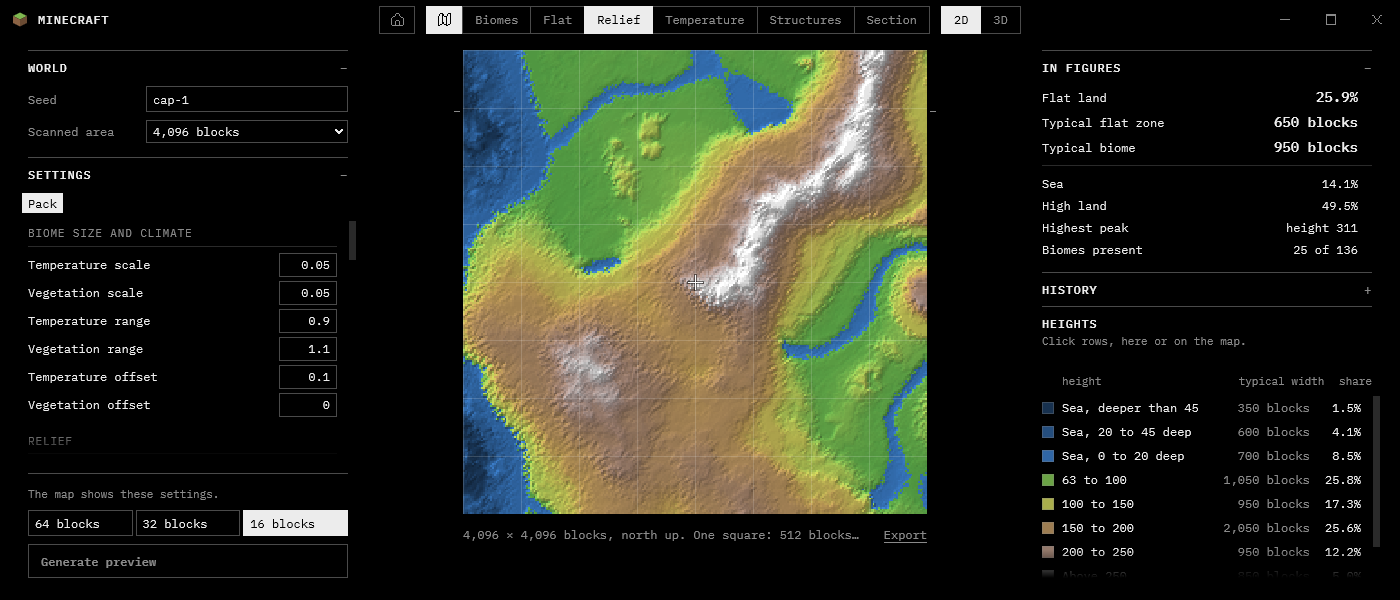 MINECRAFT
Biomes Flat Relief Temperature Structures Section 2D 3D
WORLD −
Seed cap-1
Scanned area 4,096 blocks
SETTINGS −
Pack
BIOME SIZE AND CLIMATE
Temperature scale 0.05
Vegetation scale 0.05
Temperature range 0.9
Vegetation range 1.1
Temperature offset 0.1
Vegetation offset 0
RELIEF
The map shows these settings.
64 blocks 32 blocks 16 blocks
Generate preview
4,096 × 4,096 blocks, north up. One square: 512 blocks… Export
IN FIGURES −
Flat land 25.9%
Typical flat zone 650 blocks
Typical biome 950 blocks
Sea 14.1%
High land 49.5%
Highest peak height 311
Biomes present 25 of 136
HISTORY +
HEIGHTS
Click rows, here or on the map.
height typical width share
Sea, deeper than 45 350 blocks 1.5%
Sea, 20 to 45 deep 600 blocks 4.1%
Sea, 0 to 20 deep 700 blocks 8.5%
63 to 100 1,050 blocks 25.8%
100 to 150 950 blocks 17.3%
150 to 200 2,050 blocks 25.6%
200 to 250 950 blocks 12.2%
Above 250